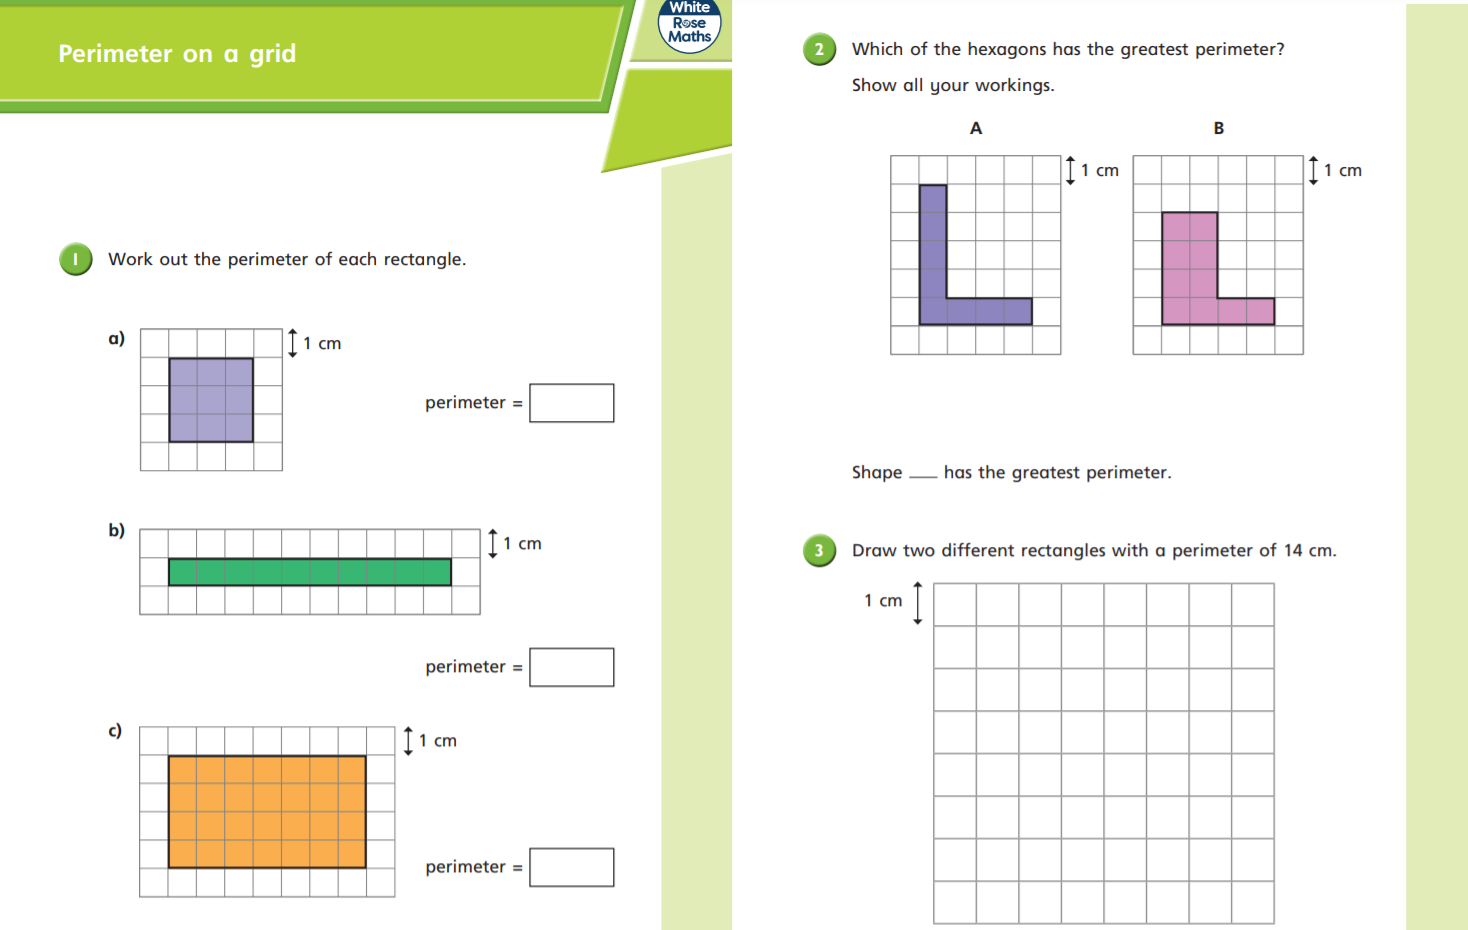 Perimeter on a grid
White
Rose
Maths
1 Work out the perimeter of each rectangle.
a)
1 cm
perimeter =
b)
1 cm
perimeter =
c)
1 cm
perimeter =
2 Which of the hexagons has the greatest perimeter?
Show all your workings.
A B
1 cm 1 cm
Shape ___ has the greatest perimeter.
3 Draw two different rectangles with a perimeter of 14 cm.
1 cm